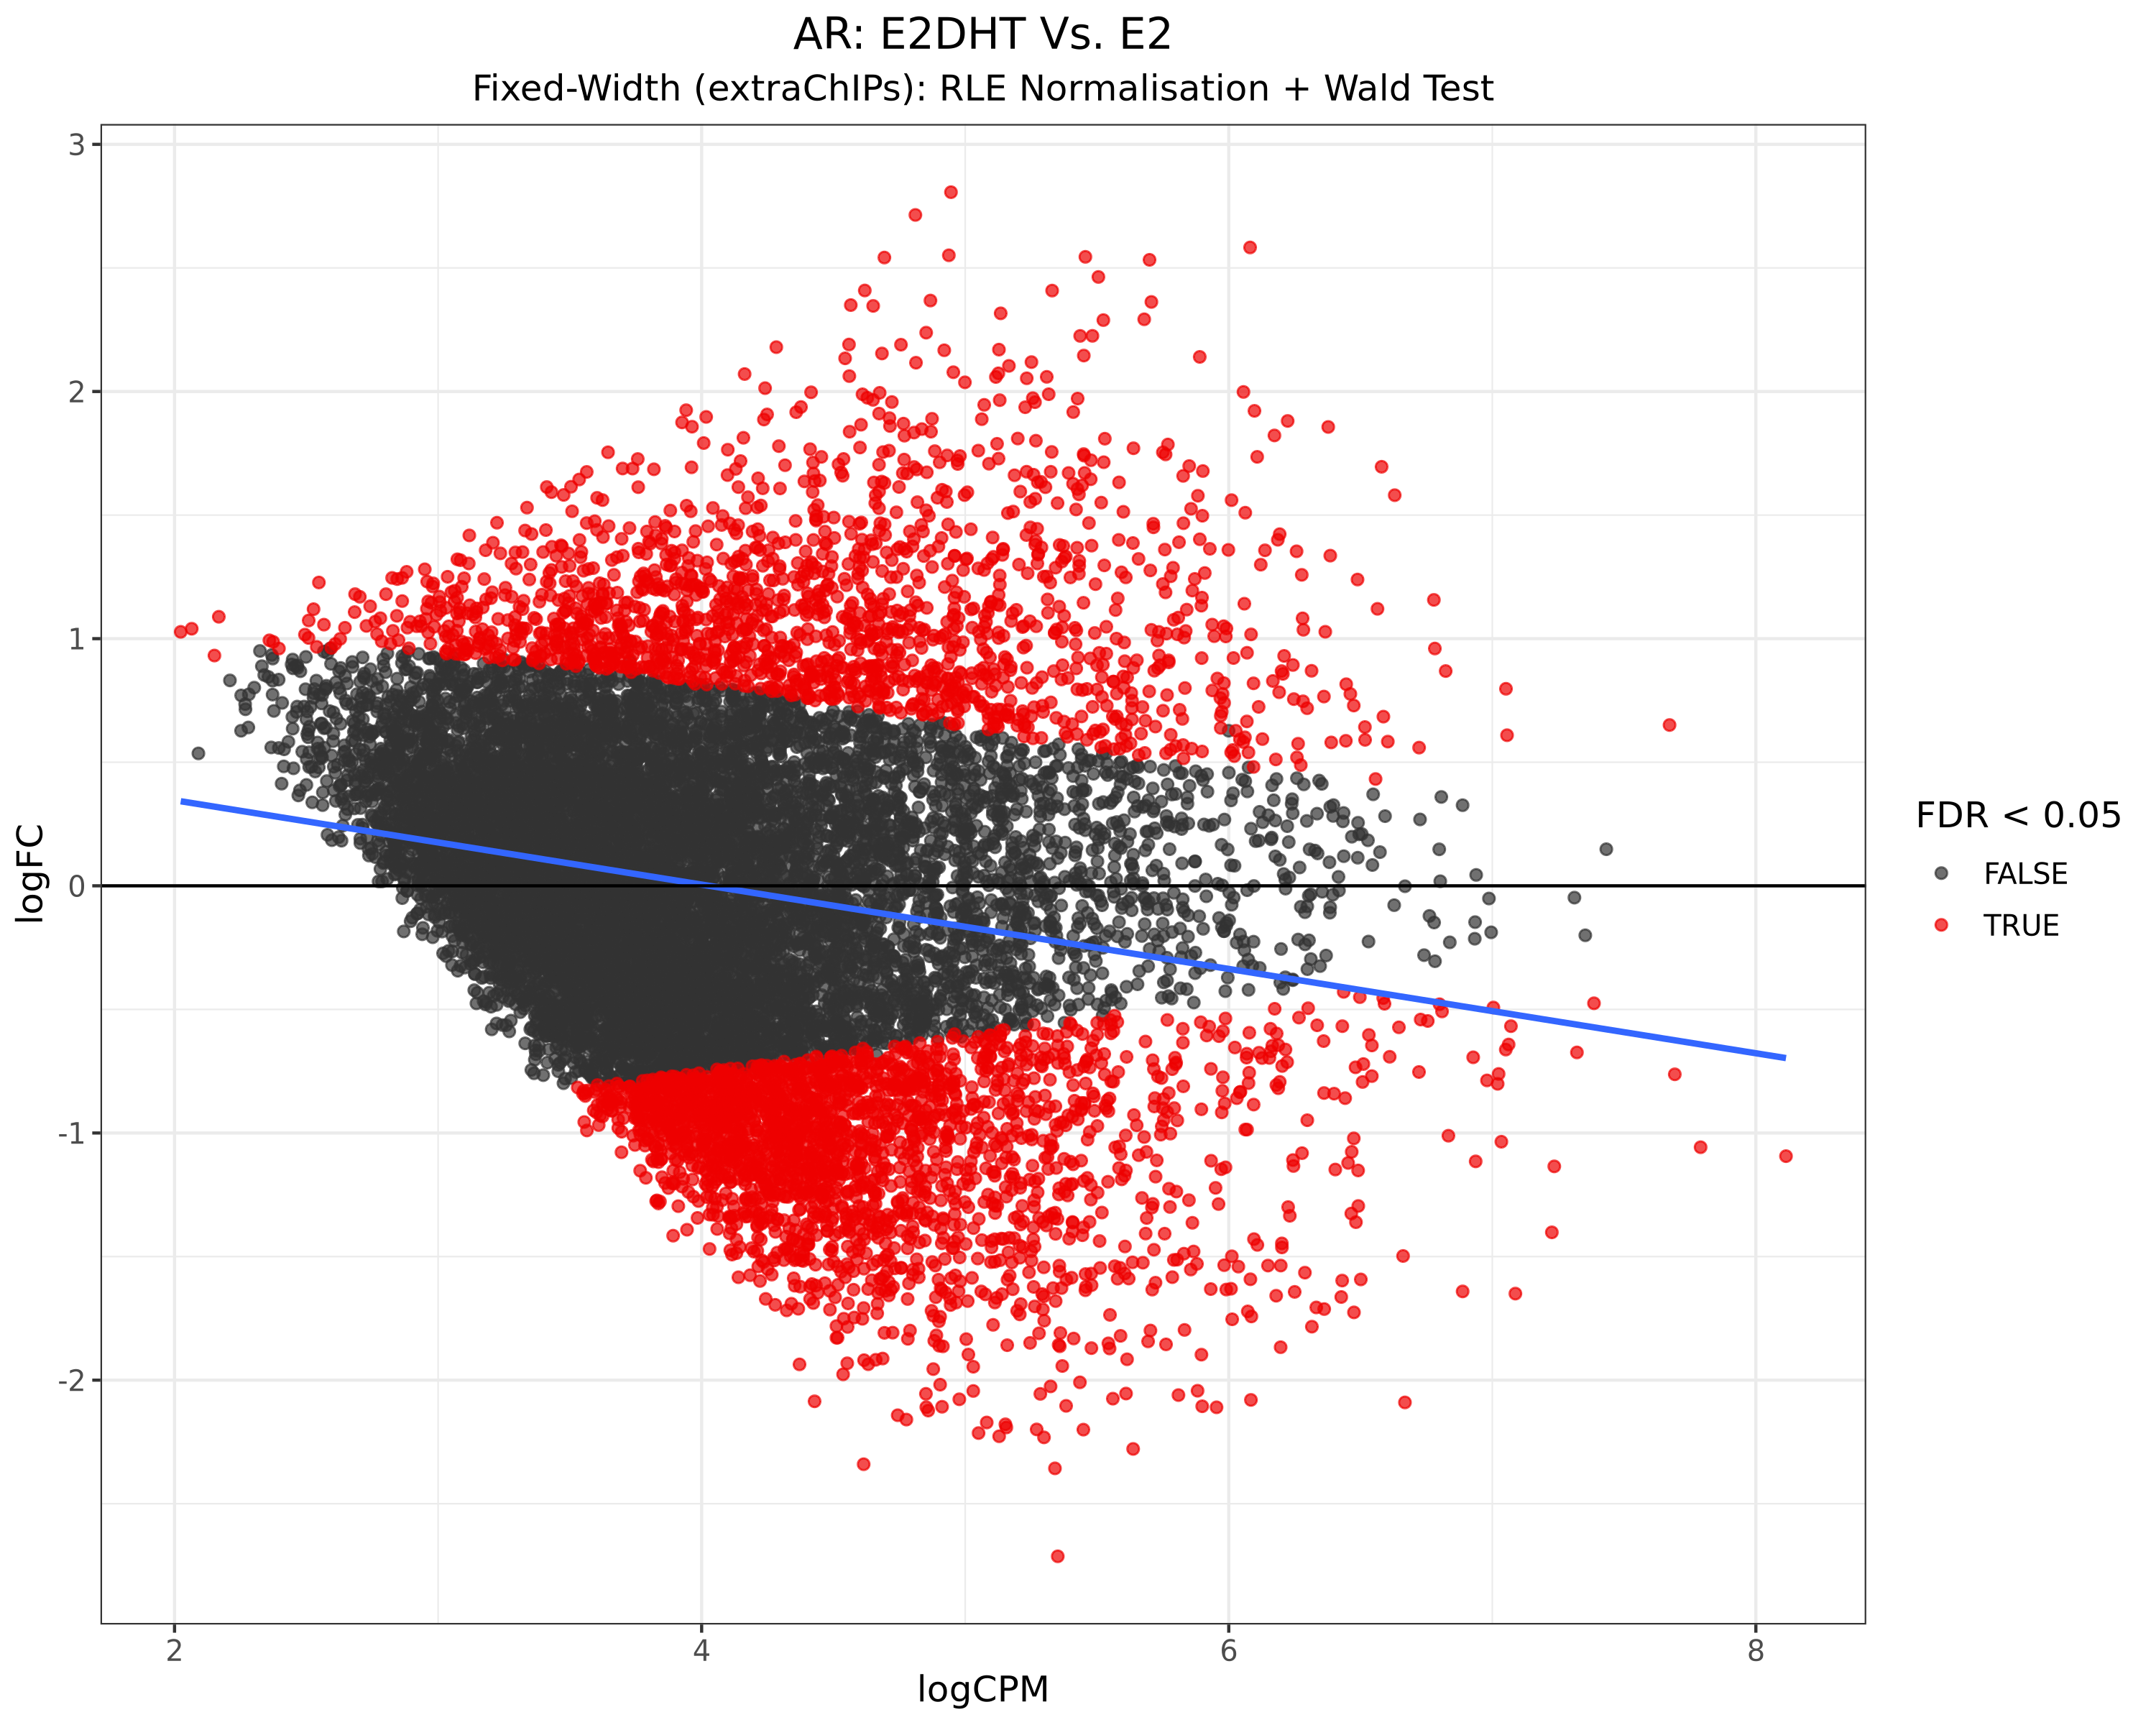 AR: E2DHT Vs. E2
Fixed-Width (extraChIPs): RLE Normalisation + Wald Test
3
2
1
0
-1
-2
logFC
2
4
6
8
logCPM
FDR < 0.05
FALSE
TRUE